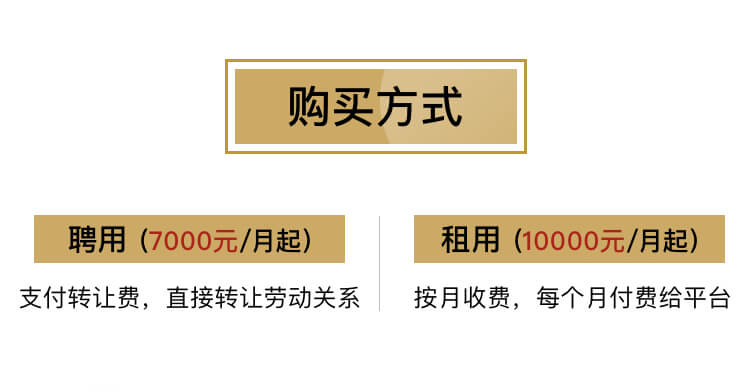 购买方式
聘用（7000元/月起）
支付转让费，直接转让劳动关系
租用（10000元/月起）
按月收费，每个月付费给平台